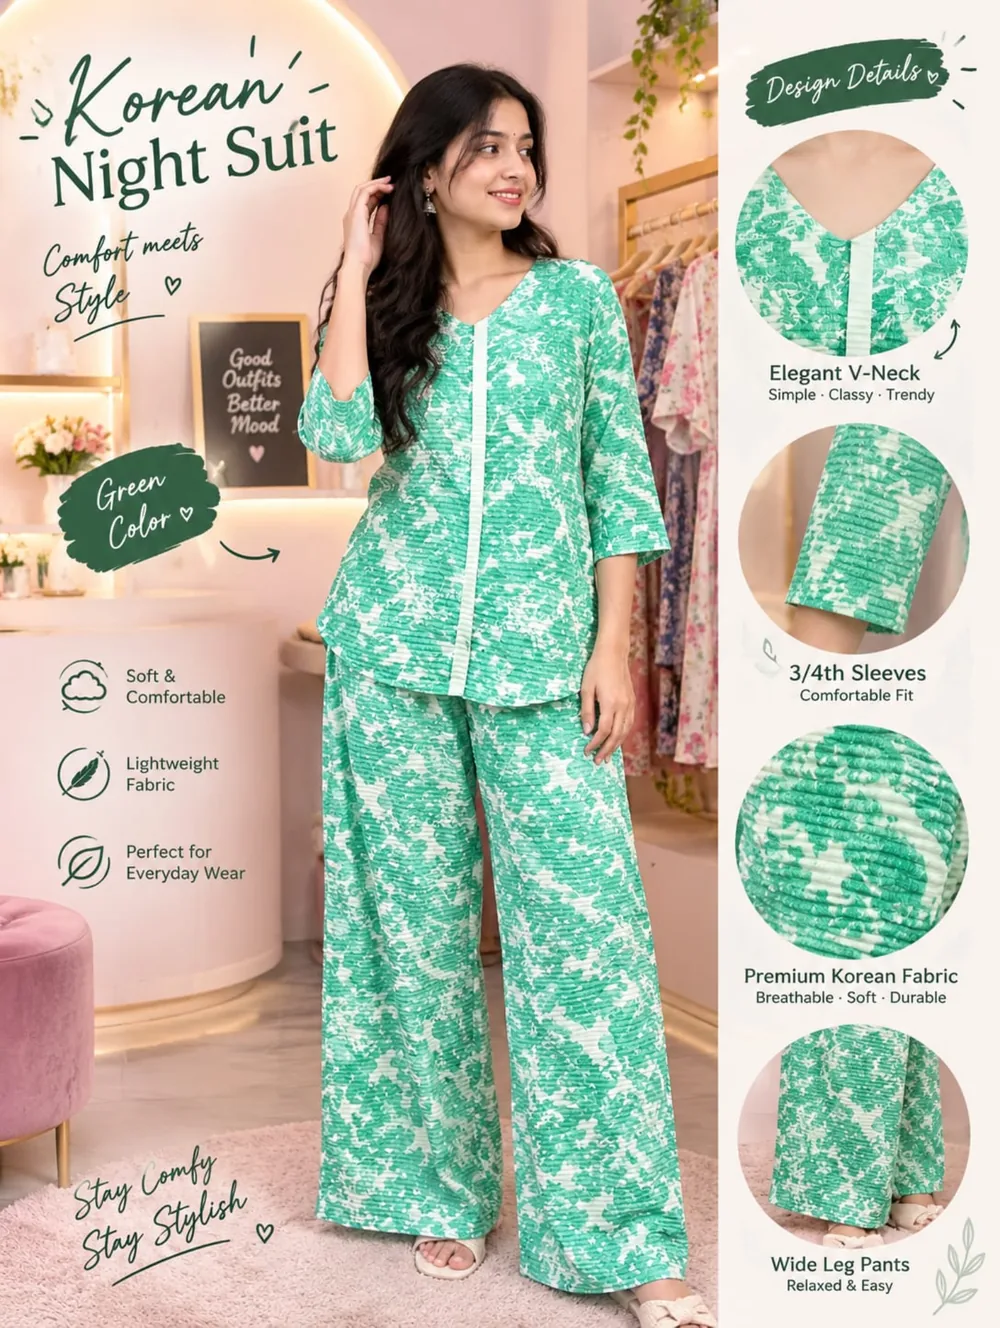 Korean
Night Suit
Comfort meets
Style
Good
Outfits
Better
Mood
Green
Color
Soft &
Comfortable
Lightweight
Fabric
Perfect for
Everyday Wear
Stay Comfy
Stay Stylish
Design Details
Elegant V-Neck
Simple · Classy · Trendy
3/4th Sleeves
Comfortable Fit
Premium Korean Fabric
Breathable · Soft · Durable
Wide Leg Pants
Relaxed & Easy